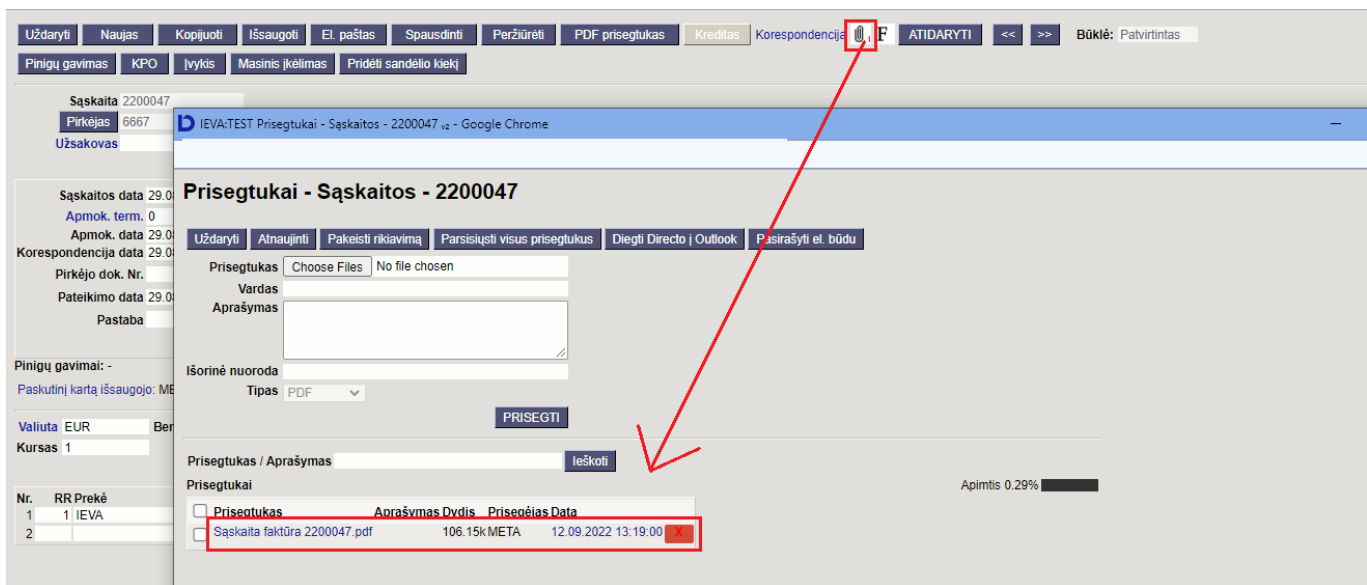 Uždaryti Naujas Kopijuoti Išsaugoti El. paštas Spausdinti Peržiūrėti PDF prisegtukas Kreditas Korespondencija F ATIDARYTI << >> Būklė: Patvirtintas
Pinigų gavimas KPO Įvykis Masinis įkėlimas Pridėti sandėlio kiekį
Sąskaita 2200047
Pirkėjas 6667
Užsakovas
IEVA:TEST Prisegtukai - Sąskaitos - 2200047 v2 - Google Chrome
Sąskaitos data 29.0
Apmok. term. 0
Apmok. data 29.0
Korespondencija data 29.0
Pirkėjo dok. Nr.
Pateikimo data 29.0
Pastaba
Pinigų gavimai: -
Paskutinį kartą išsaugojo: ME
Valiuta EUR Ber
Kursas 1
Nr. RR Prekė
1 1 IEVA
2
Prisegtukai - Sąskaitos - 2200047
Uždaryti Atnaujinti Pakeisti rikiavimą Parsisiųsti visus prisegtukus Diegti Directo į Outlook Pasirašyti el. būdu
Prisegtukas Choose Files No file chosen
Vardas
Aprašymas
Išorinė nuoroda
Tipas PDF
PRISEGTI
Prisegtukas / Aprašymas Ieškoti
Prisegtukai Apimtis 0.29%
Prisegtukas Aprašymas Dydis Prisegėjas Data
Sąskaita faktūra 2200047.pdf 106.15k META 12.09.2022 13:19:00 X